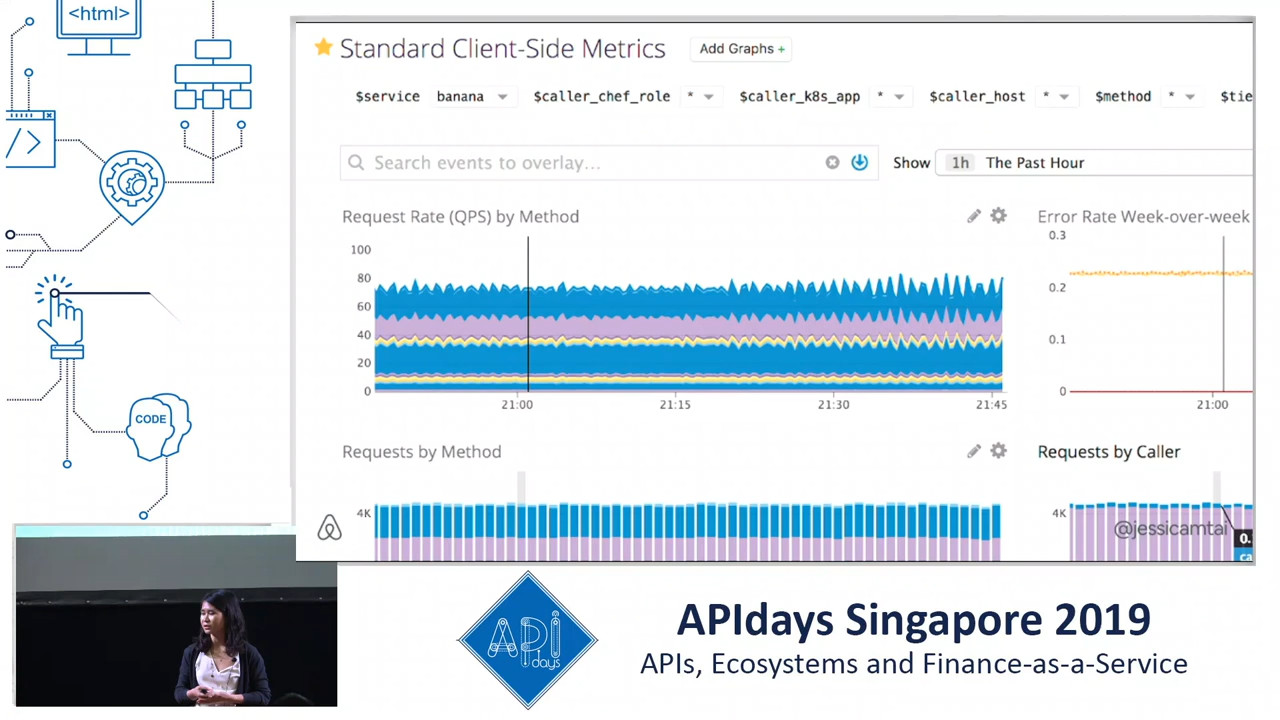 <html>
</>
CODE
Standard Client-Side Metrics
Add Graphs +
$service banana $caller_chef_role * $caller_k8s_app * $caller_host * $method * $tie
Search events to overlay...
Show 1h The Past Hour
Request Rate (QPS) by Method
100
80
60
40
20
0
21:00 21:15 21:30 21:45
Error Rate Week-over-week
0.3
0.2
0.1
0
21:00
Requests by Method
4K
Requests by Caller
4K
@jessicamtai
0.
ca
API
days
APIdays Singapore 2019
APIs, Ecosystems and Finance-as-a-Service